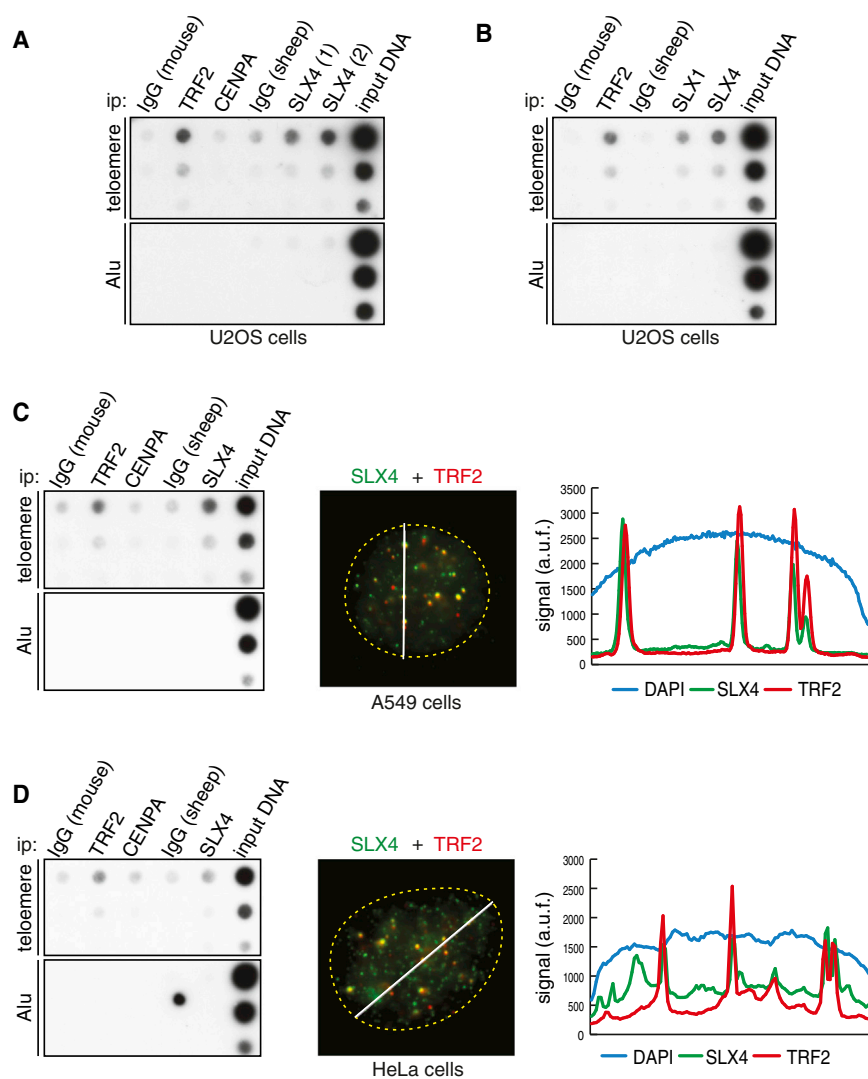 A
ip:
IgG (mouse)
TRF2
CENPA
IgG (sheep)
SLX4 (1)
SLX4 (2)
input DNA
teloemere
Alu
U2OS cells
B
ip:
IgG (mouse)
TRF2
IgG (sheep)
SLX1
SLX4
input DNA
teloemere
Alu
U2OS cells
C
ip:
IgG (mouse)
TRF2
CENPA
IgG (sheep)
SLX4
input DNA
teloemere
Alu
SLX4 + TRF2
A549 cells
signal (a.u.f.)
3500
3000
2500
2000
1500
1000
500
0
DAPI SLX4 TRF2
D
ip:
IgG (mouse)
TRF2
CENPA
IgG (sheep)
SLX4
input DNA
teloemere
Alu
SLX4 + TRF2
HeLa cells
signal (a.u.f.)
3000
2500
2000
1500
1000
500
0
DAPI SLX4 TRF2